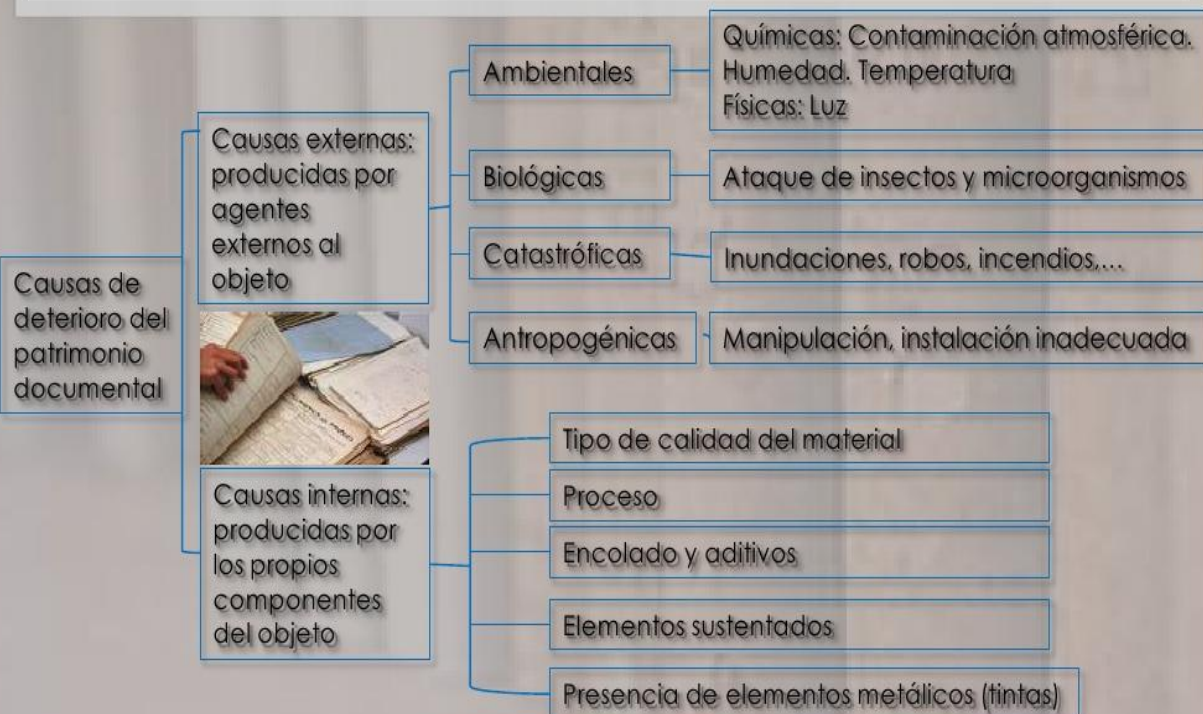 Causas de
deterioro del
patrimonio
documental
Causas externas:
producidas por
agentes
externos al
objeto
Ambientales
Químicas: Contaminación atmosférica.
Humedad. Temperatura
Físicas: Luz
Biológicas
Ataque de insectos y microorganismos
Catastróficas
Inundaciones, robos, incendios,...
Antropogénicas
Manipulación, instalación inadecuada
Causas internas:
producidas por
los propios
componentes
del objeto
Tipo de calidad del material
Proceso
Encolado y aditivos
Elementos sustentados
Presencia de elementos metálicos (tintas)